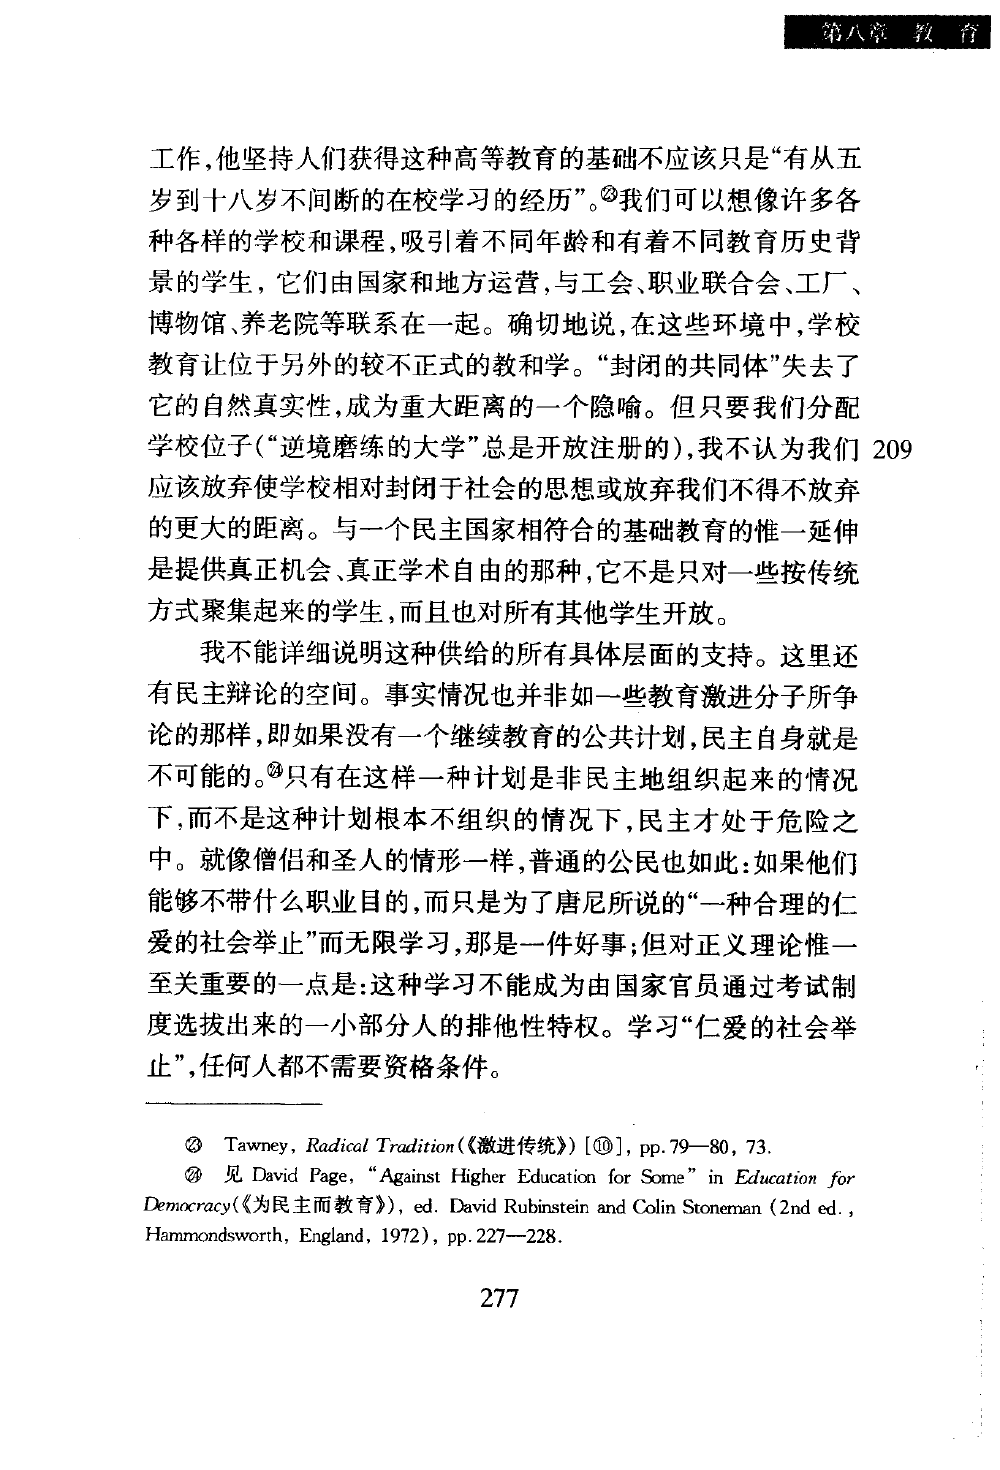 第八章 教 育
工作,他坚持人们获得这种高等教育的基础不应该只是“有从五
岁到十八岁不间断的在校学习的经历”。㉓我们可以想像许多各
种各样的学校和课程,吸引着不同年龄和有着不同教育历史背
景的学生, 它们由国家和地方运营,与工会、职业联合会、工厂、
博物馆、养老院等联系在一起。确切地说,在这些环境中,学校
教育让位于另外的较不正式的教和学。“封闭的共同体”失去了
它的自然真实性,成为重大距离的一个隐喻。但只要我们分配
学校位子(“逆境磨练的大学”总是开放注册的),我不认为我们 209
应该放弃使学校相对封闭于社会的思想或放弃我们不得不放弃
的更大的距离。与一个民主国家相符合的基础教育的惟一延伸
是提供真正机会、真正学术自由的那种,它不是只对一些按传统
方式聚集起来的学生,而且也对所有其他学生开放。
我不能详细说明这种供给的所有具体层面的支持。这里还
有民主辩论的空间。事实情况也并非如一些教育激进分子所争
论的那样,即如果没有一个继续教育的公共计划,民主自身就是
不可能的。㉔只有在这样一种计划是非民主地组织起来的情况
下,而不是这种计划根本不组织的情况下,民主才处于危险之
中。就像僧侣和圣人的情形一样,普通的公民也如此:如果他们
能够不带什么职业目的,而只是为了唐尼所说的“一种合理的仁
爱的社会举止”而无限学习,那是一件好事;但对正义理论惟一
至关重要的一点是:这种学习不能成为由国家官员通过考试制
度选拔出来的一小部分人的排他性特权。学习“仁爱的社会举
止”,任何人都不需要资格条件。
㉓ Tawney, Radical Tradition(《激进传统》) [⑩], pp.79—80, 73.
㉔ 见 David Page, “Against Higher Education for Some” in Education for
Democracy(《为民主而教育》), ed. David Rubinstein and Colin Stoneman (2nd ed.,
Hammondsworth, England, 1972), pp.227—228.
277